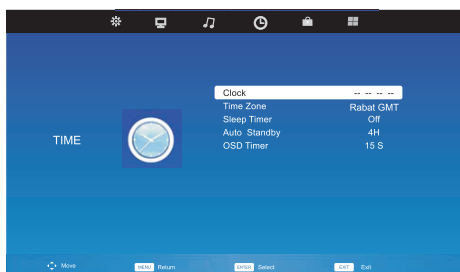 Clock -- -- -- --
Time Zone Rabat GMT
Sleep Timer Off
Auto Standby 4H
OSD Timer 15 S
TIME
Move MENU Return ENTER Select EXIT Exit